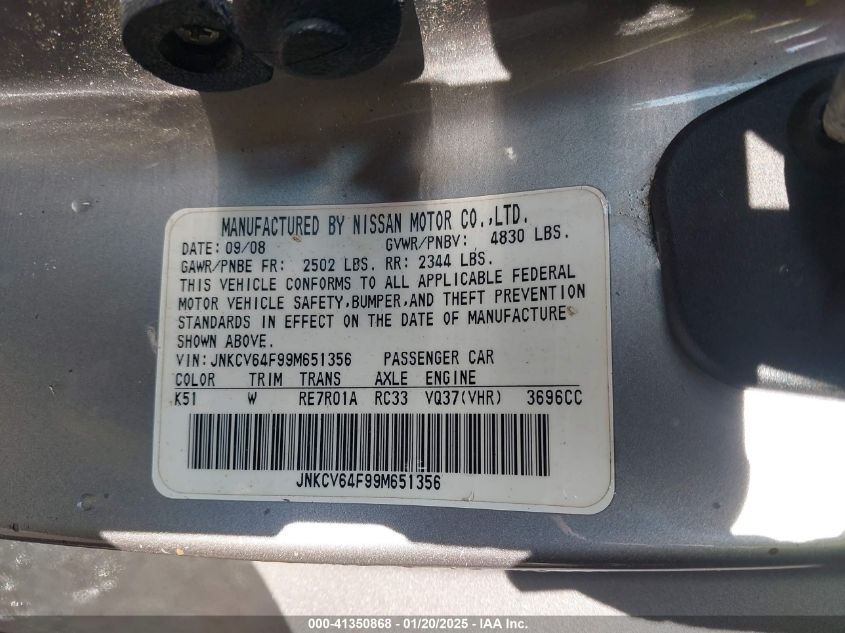 MANUFACTURED BY NISSAN MOTOR CO.,LTD.
DATE: 09/08 GVWR/PNBV: 4830 LBS.
GAWR/PNBE FR: 2502 LBS. RR: 2344 LBS.
THIS VEHICLE CONFORMS TO ALL APPLICABLE FEDERAL
MOTOR VEHICLE SAFETY,BUMPER,AND THEFT PREVENTION
STANDARDS IN EFFECT ON THE DATE OF MANUFACTURE
SHOWN ABOVE.
VIN:JNKCV64F99M651356 PASSENGER CAR
COLOR TRIM TRANS AXLE ENGINE
K51 W RE7R01A RC33 VQ37(VHR) 3696CC
JNKCV64F99M651356
000-41350868 - 01/20/2025 - IAA Inc.